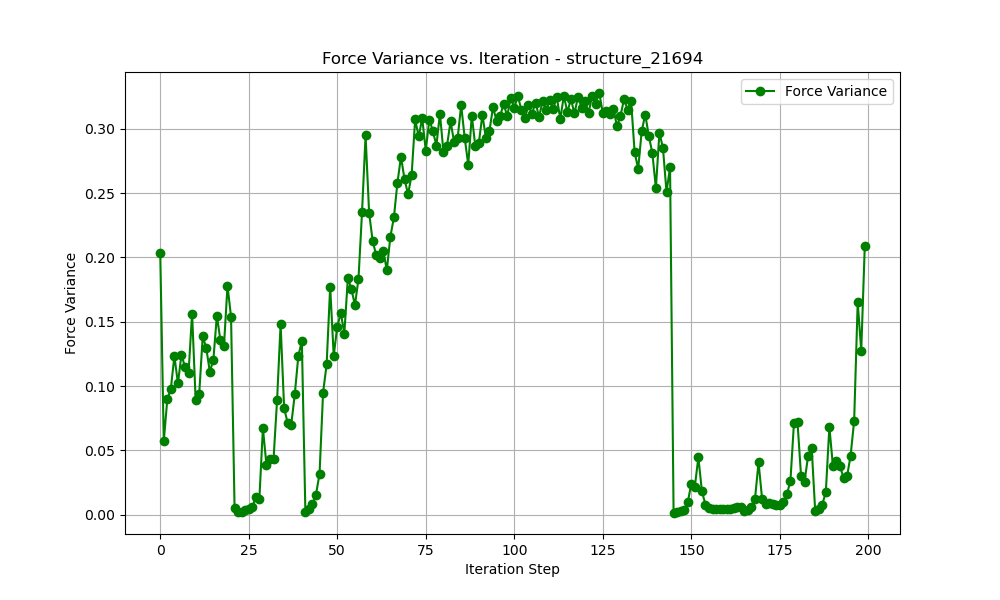 Force Variance vs. Iteration - structure_21694
Force Variance
0.30
0.25
0.20
0.15
0.10
0.05
0.00
Force Variance
0 25 50 75 100 125 150 175 200
Iteration Step